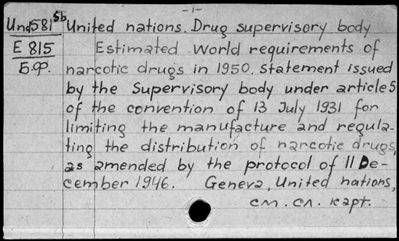 -1-
Und581 5b United nations. Drug supervisory body
E 815 Estimated world requirements of
Б.Ф. narcotic drugs in 1950. Statement issued
by the Supervisory body under article 5
of the convention of 13 July 1931 for
limiting the manufacture and regula-
ting the distribution of narcotic drugs,
as amended by the protocol of 11 De-
cember 1946. Geneva, United nations,
см. сл. карт.